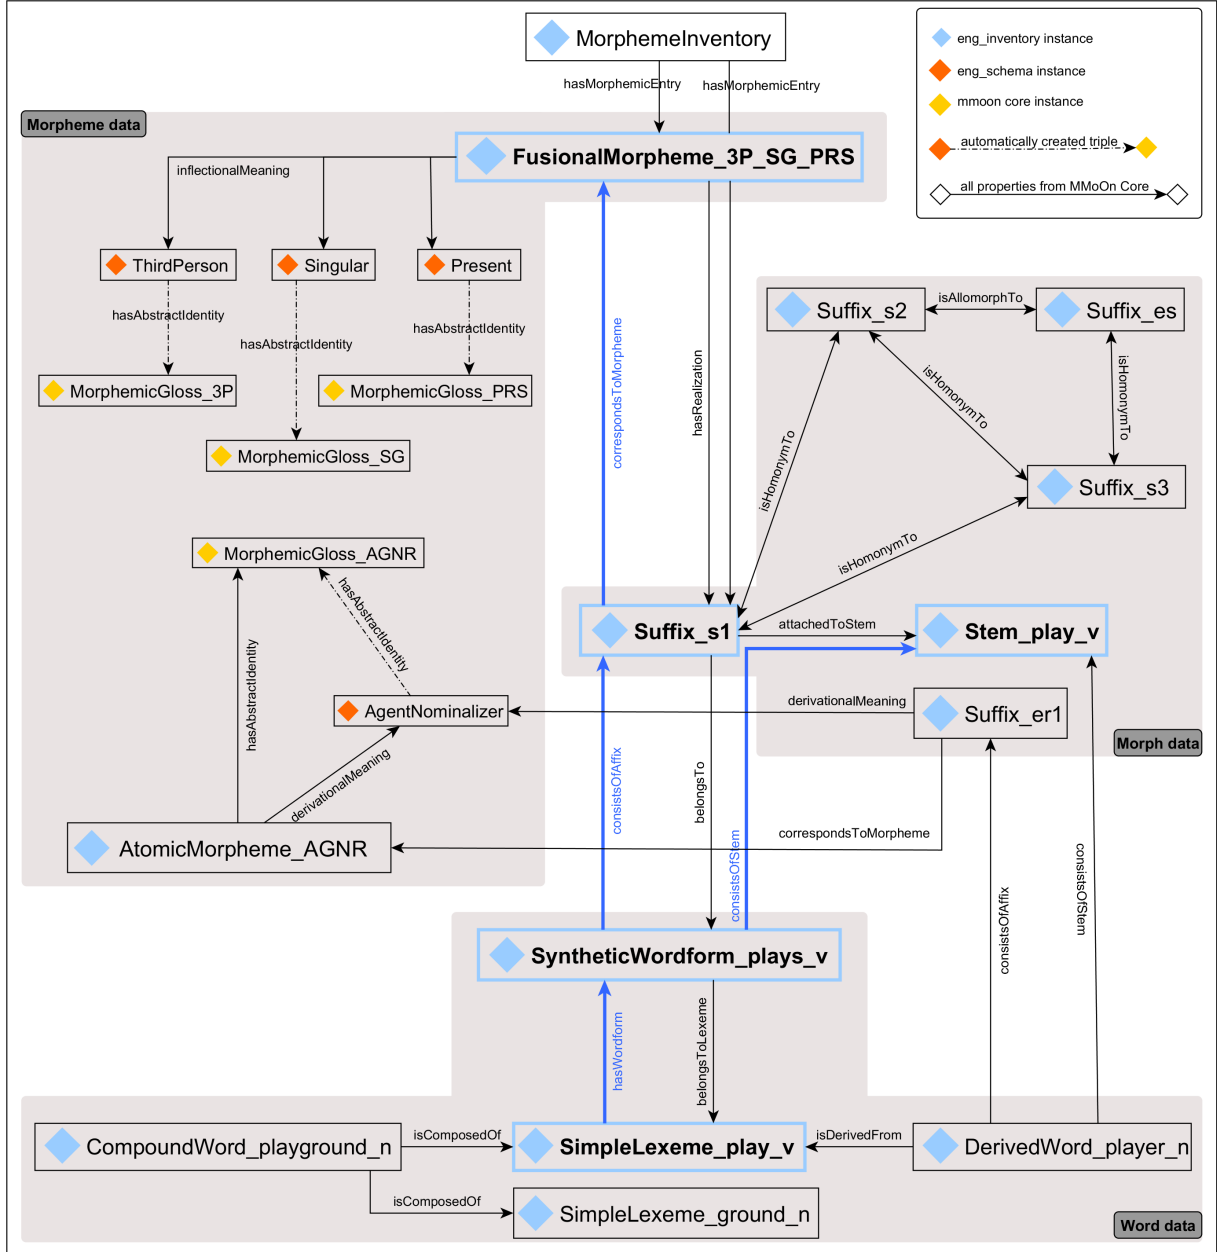 MorphemeInventory
eng_inventory instance
eng_schema instance
mmoon core instance
automatically created triple
all properties from MMoOn Core
hasMorphemicEntry
hasMorphemicEntry
Morpheme data
FusionalMorpheme_3P_SG_PRS
inflectionalMeaning
ThirdPerson
Singular
Present
hasAbstractIdentity
hasAbstractIdentity
hasAbstractIdentity
MorphemicGloss_3P
MorphemicGloss_PRS
MorphemicGloss_SG
correspondsToMorpheme
hasRealization
Suffix_s2
isAllomorphTo
Suffix_es
isHomonymTo
isHomonymTo
isHomonymTo
Suffix_s3
isHomonymTo
MorphemicGloss_AGNR
hasAbstractIdentity
hasAbstractIdentity
Suffix_s1
attachedToStem
Stem_play_v
AgentNominalizer
derivationalMeaning
Suffix_er1
Morph data
derivationalMeaning
consistsOfAffix
belongsTo
consistsOfStem
AtomicMorpheme_AGNR
correspondsToMorpheme
consistsOfAffix
consistsOfStem
SyntheticWordform_plays_v
hasWordform
belongsToLexeme
CompoundWord_playground_n
isComposedOf
SimpleLexeme_play_v
isDerivedFrom
DerivedWord_player_n
isComposedOf
SimpleLexeme_ground_n
Word data